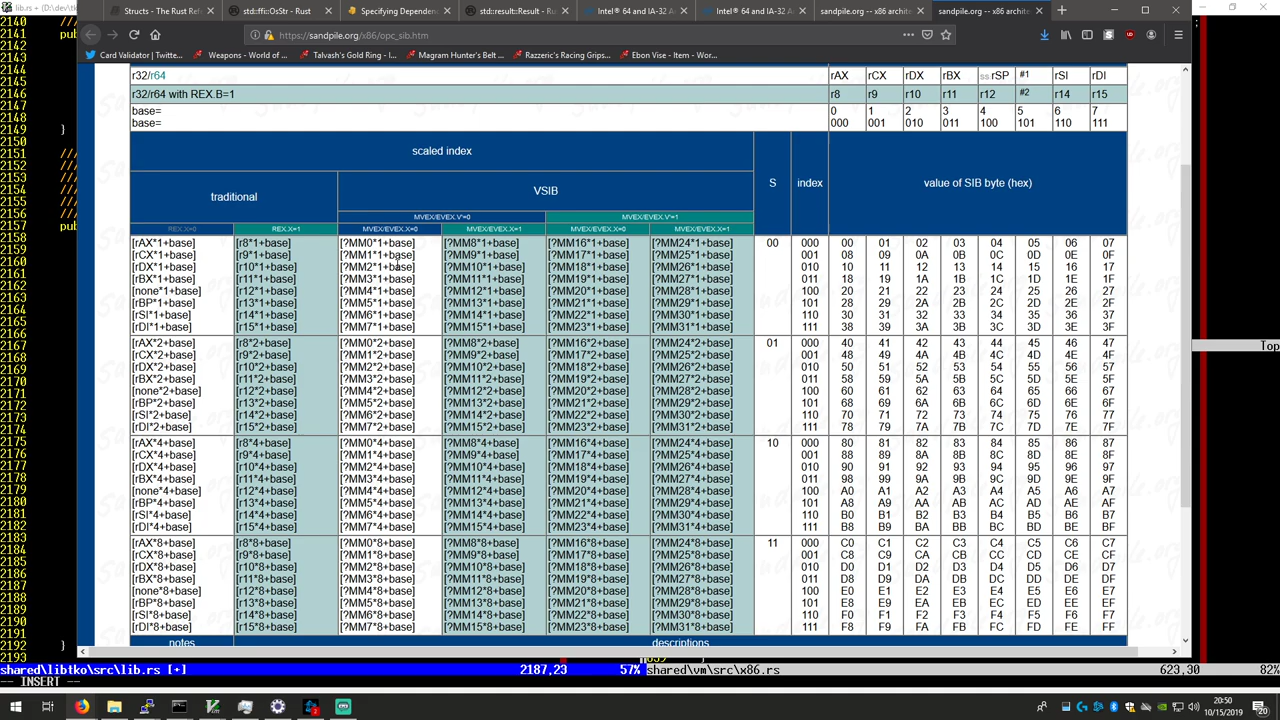 lib.rs + (D:\dev\tk
Structs - The Rust Ref
std::ffi::OsStr - Rust
Specifying Dependenc
std::result::Result - Rust
Intel® 64 and IA-32 A
Intel® 64 and IA-32 A
sandpile.org -- x86 archite
sandpile.org -- x86 archite
https://sandpile.org/x86/opc_sib.htm
Card Validator (Twitte...
Weapons - World of ...
Talvash's Gold Ring - I...
Magram Hunter's Belt ...
Razzeric's Racing Grips...
Ebon Vise - Item - Wor...
r32/r64 rAX rCX rDX rBX ss rSP #1 rSI rDI
r32/r64 with REX.B=1 r8 r9 r10 r11 r12 #2 r14 r15
base= 0 1 2 3 4 5 6 7
base= 000 001 010 011 100 101 110 111
scaled index S index value of SIB byte (hex)
traditional VSIB
MVEX/EVEX.V'=0 MVEX/EVEX.V'=1
REX.X=0 REX.X=1 MVEX/EVEX.X=0 MVEX/EVEX.X=1 MVEX/EVEX.X=0 MVEX/EVEX.X=1
[rAX*1+base] [r8*1+base] [?MM0*1+base] [?MM8*1+base] [?MM16*1+base] [?MM24*1+base] 00 000 00 01 02 03 04 05 06 07
[rCX*1+base] [r9*1+base] [?MM1*1+base] [?MM9*1+base] [?MM17*1+base] [?MM25*1+base] 001 08 09 0A 0B 0C 0D 0E 0F
[rDX*1+base] [r10*1+base] [?MM2*1+base] [?MM10*1+base] [?MM18*1+base] [?MM26*1+base] 010 10 11 12 13 14 15 16 17
[rBX*1+base] [r11*1+base] [?MM3*1+base] [?MM11*1+base] [?MM19*1+base] [?MM27*1+base] 011 18 19 1A 1B 1C 1D 1E 1F
[none*1+base] [r12*1+base] [?MM4*1+base] [?MM12*1+base] [?MM20*1+base] [?MM28*1+base] 100 20 21 22 23 24 25 26 27
[rBP*1+base] [r13*1+base] [?MM5*1+base] [?MM13*1+base] [?MM21*1+base] [?MM29*1+base] 101 28 29 2A 2B 2C 2D 2E 2F
[rSI*1+base] [r14*1+base] [?MM6*1+base] [?MM14*1+base] [?MM22*1+base] [?MM30*1+base] 110 30 31 32 33 34 35 36 37
[rDI*1+base] [r15*1+base] [?MM7*1+base] [?MM15*1+base] [?MM23*1+base] [?MM31*1+base] 111 38 39 3A 3B 3C 3D 3E 3F
[rAX*2+base] [r8*2+base] [?MM0*2+base] [?MM8*2+base] [?MM16*2+base] [?MM24*2+base] 01 000 40 41 42 43 44 45 46 47
[rCX*2+base] [r9*2+base] [?MM1*2+base] [?MM9*2+base] [?MM17*2+base] [?MM25*2+base] 001 48 49 4A 4B 4C 4D 4E 4F
[rDX*2+base] [r10*2+base] [?MM2*2+base] [?MM10*2+base] [?MM18*2+base] [?MM26*2+base] 010 50 51 52 53 54 55 56 57
[rBX*2+base] [r11*2+base] [?MM3*2+base] [?MM11*2+base] [?MM19*2+base] [?MM27*2+base] 011 58 59 5A 5B 5C 5D 5E 5F
[none*2+base] [r12*2+base] [?MM4*2+base] [?MM12*2+base] [?MM20*2+base] [?MM28*2+base] 100 60 61 62 63 64 65 66 67
[rBP*2+base] [r13*2+base] [?MM5*2+base] [?MM13*2+base] [?MM21*2+base] [?MM29*2+base] 101 68 69 6A 6B 6C 6D 6E 6F
[rSI*2+base] [r14*2+base] [?MM6*2+base] [?MM14*2+base] [?MM22*2+base] [?MM30*2+base] 110 70 71 72 73 74 75 76 77
[rDI*2+base] [r15*2+base] [?MM7*2+base] [?MM15*2+base] [?MM23*2+base] [?MM31*2+base] 111 78 79 7A 7B 7C 7D 7E 7F
[rAX*4+base] [r8*4+base] [?MM0*4+base] [?MM8*4+base] [?MM16*4+base] [?MM24*4+base] 10 000 80 81 82 83 84 85 86 87
[rCX*4+base] [r9*4+base] [?MM1*4+base] [?MM9*4+base] [?MM17*4+base] [?MM25*4+base] 001 88 89 8A 8B 8C 8D 8E 8F
[rDX*4+base] [r10*4+base] [?MM2*4+base] [?MM10*4+base] [?MM18*4+base] [?MM26*4+base] 010 90 91 92 93 94 95 96 97
[rBX*4+base] [r11*4+base] [?MM3*4+base] [?MM11*4+base] [?MM19*4+base] [?MM27*4+base] 011 98 99 9A 9B 9C 9D 9E 9F
[none*4+base] [r12*4+base] [?MM4*4+base] [?MM12*4+base] [?MM20*4+base] [?MM28*4+base] 100 A0 A1 A2 A3 A4 A5 A6 A7
[rBP*4+base] [r13*4+base] [?MM5*4+base] [?MM13*4+base] [?MM21*4+base] [?MM29*4+base] 101 A8 A9 AA AB AC AD AE AF
[rSI*4+base] [r14*4+base] [?MM6*4+base] [?MM14*4+base] [?MM22*4+base] [?MM30*4+base] 110 B0 B1 B2 B3 B4 B5 B6 B7
[rDI*4+base] [r15*4+base] [?MM7*4+base] [?MM15*4+base] [?MM23*4+base] [?MM31*4+base] 111 B8 B9 BA BB BC BD BE BF
[rAX*8+base] [r8*8+base] [?MM0*8+base] [?MM8*8+base] [?MM16*8+base] [?MM24*8+base] 11 000 C0 C1 C2 C3 C4 C5 C6 C7
[rCX*8+base] [r9*8+base] [?MM1*8+base] [?MM9*8+base] [?MM17*8+base] [?MM25*8+base] 001 C8 C9 CA CB CC CD CE CF
[rDX*8+base] [r10*8+base] [?MM2*8+base] [?MM10*8+base] [?MM18*8+base] [?MM26*8+base] 010 D0 D1 D2 D3 D4 D5 D6 D7
[rBX*8+base] [r11*8+base] [?MM3*8+base] [?MM11*8+base] [?MM19*8+base] [?MM27*8+base] 011 D8 D9 DA DB DC DD DE DF
[none*8+base] [r12*8+base] [?MM4*8+base] [?MM12*8+base] [?MM20*8+base] [?MM28*8+base] 100 E0 E1 E2 E3 E4 E5 E6 E7
[rBP*8+base] [r13*8+base] [?MM5*8+base] [?MM13*8+base] [?MM21*8+base] [?MM29*8+base] 101 E8 E9 EA EB EC ED EE EF
[rSI*8+base] [r14*8+base] [?MM6*8+base] [?MM14*8+base] [?MM22*8+base] [?MM30*8+base] 110 F0 F1 F2 F3 F4 F5 F6 F7
[rDI*8+base] [r15*8+base] [?MM7*8+base] [?MM15*8+base] [?MM23*8+base] [?MM31*8+base] 111 F8 F9 FA FB FC FD FE FF
notes descriptions
Top
shared\libtko\src\lib.rs [+] 2187,23 57% shared\vm\src\x86.rs 623,30 82%
-- INSERT --
20:50
10/15/2019
20